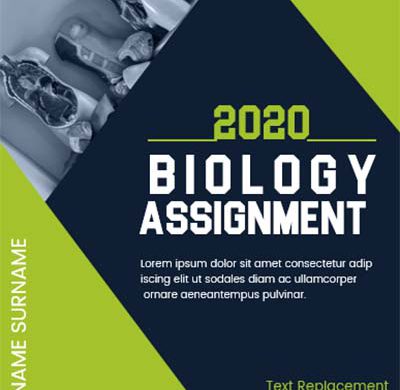 2020
BIOLOGY
ASSIGNMENT
Lorem ipsum dolor sit amet consectetur adip
iscing elit ut sodales diam ac ullamcorper
ornare aeneantempus pulvinar.
NAME SURNAME
Text Replacement